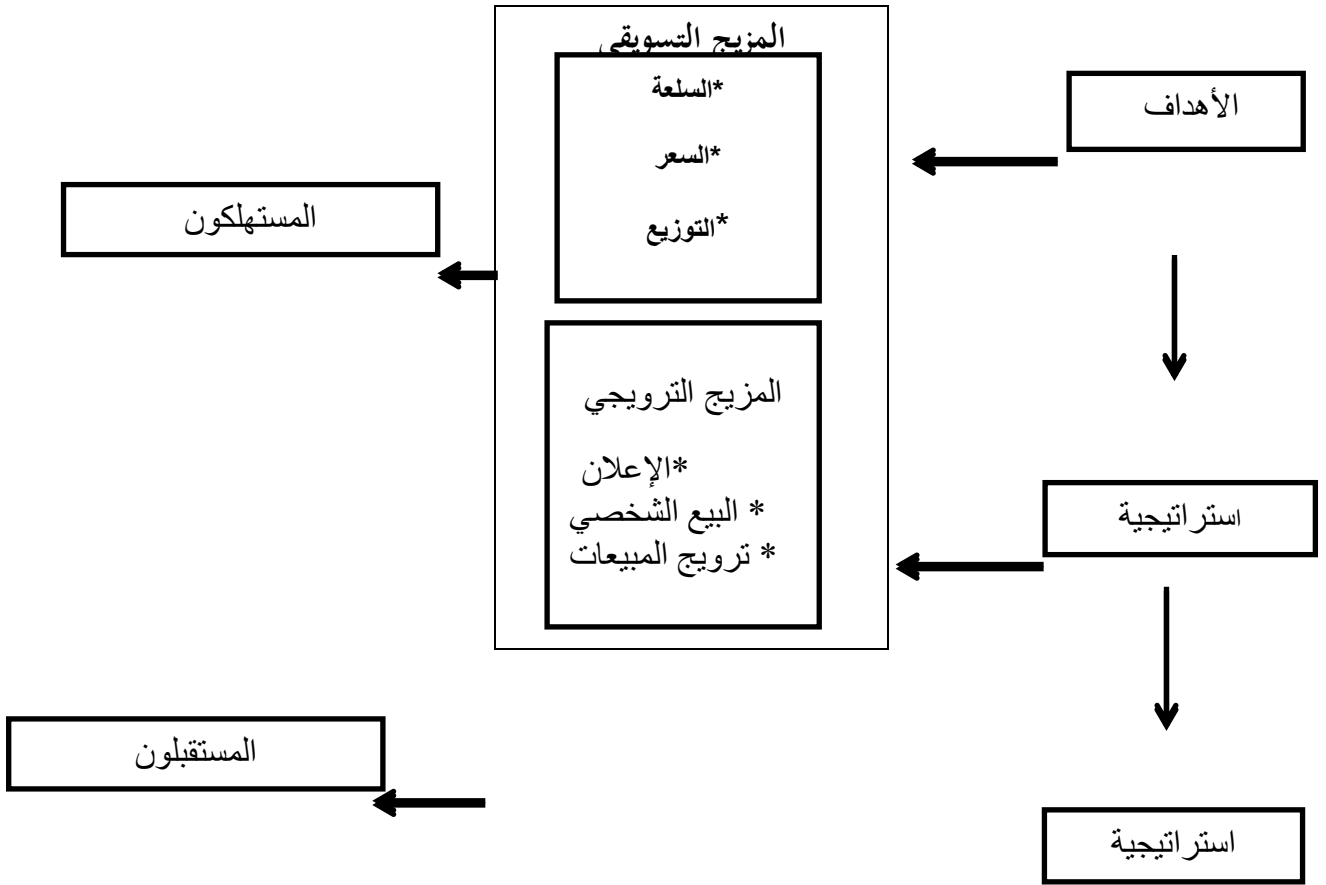 المزيج التسويقي
*السلعة
*السعر
*التوزيع
الأهداف
المستهلكون
المزيج الترويجي
*الإعلان
* البيع الشخصي
* ترويج المبيعات
استراتيجية
المستقبلون
استراتيجية